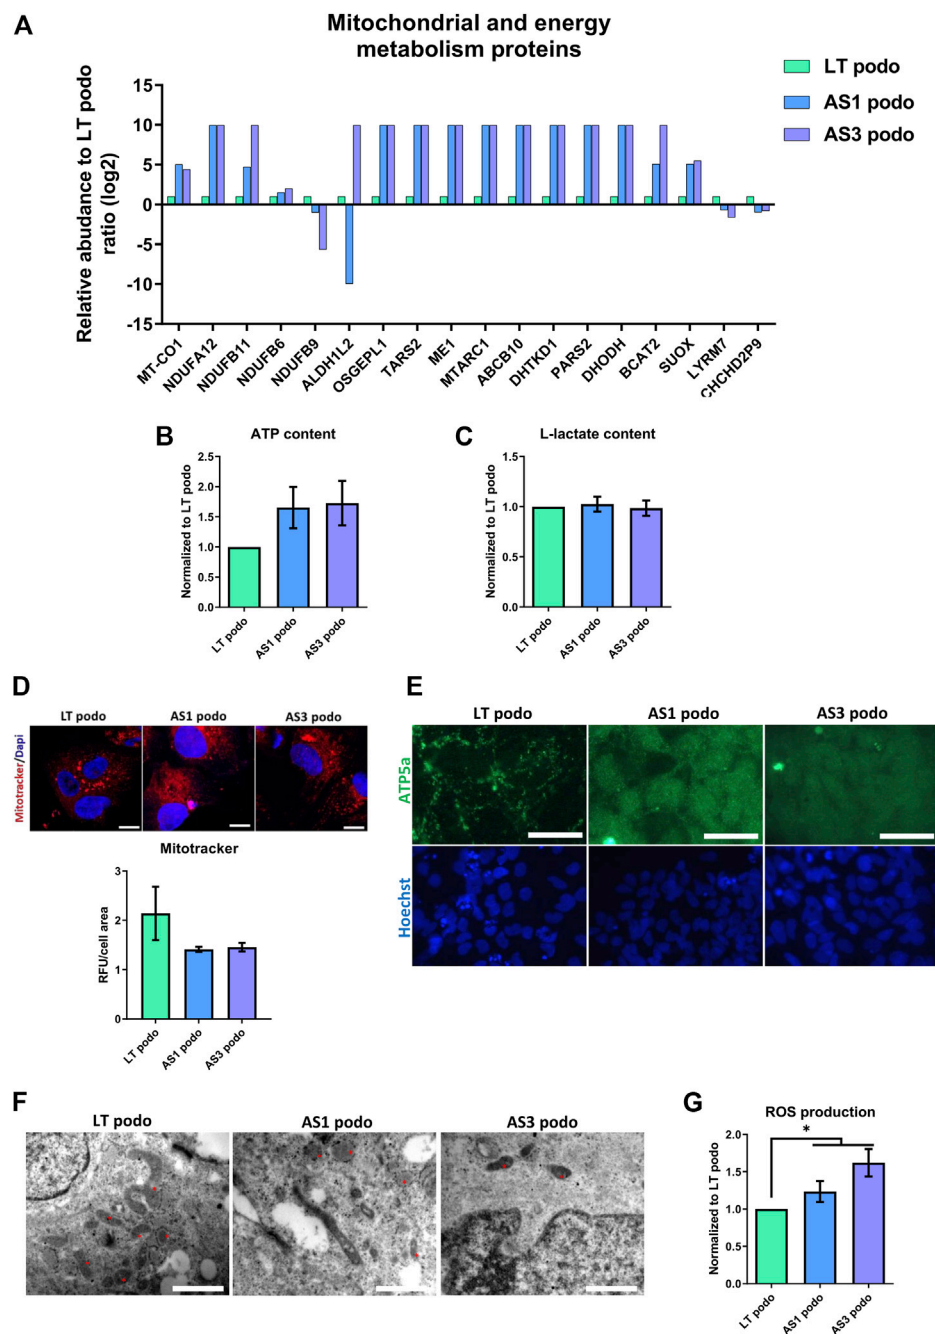 A
Mitochondrial and energy
metabolism proteins
LT podo
AS1 podo
AS3 podo
Relative abudance to LT podo
ratio (log2)
15
10
5
0
-5
-10
-15
MT-CO1
NDUFA12
NDUFB11
NDUFB6
NDUFB9
ALDH1L2
OSGEPL1
TARS2
ME1
MTARC1
ABCB10
DHTKD1
PARS2
DHODH
BCAT2
SUOX
LYRM7
CHCHD2P9
B
ATP content
Normalized to LT podo
2.5
2.0
1.5
1.0
0.5
0.0
LT podo
AS1 podo
AS3 podo
C
L-lactate content
Normalized to LT podo
1.5
1.0
0.5
0.0
LT podo
AS1 podo
AS3 podo
D
LT podo
AS1 podo
AS3 podo
Mitotracker/Dapi
Mitotracker
RFU/cell area
3
2
1
0
LT podo
AS1 podo
AS3 podo
E
LT podo
AS1 podo
AS3 podo
ATP5a
Hoechst
F
LT podo
AS1 podo
AS3 podo
G
ROS production
*
Normalized to LT podo
2.0
1.5
1.0
0.5
0.0
LT podo
AS1 podo
AS3 podo